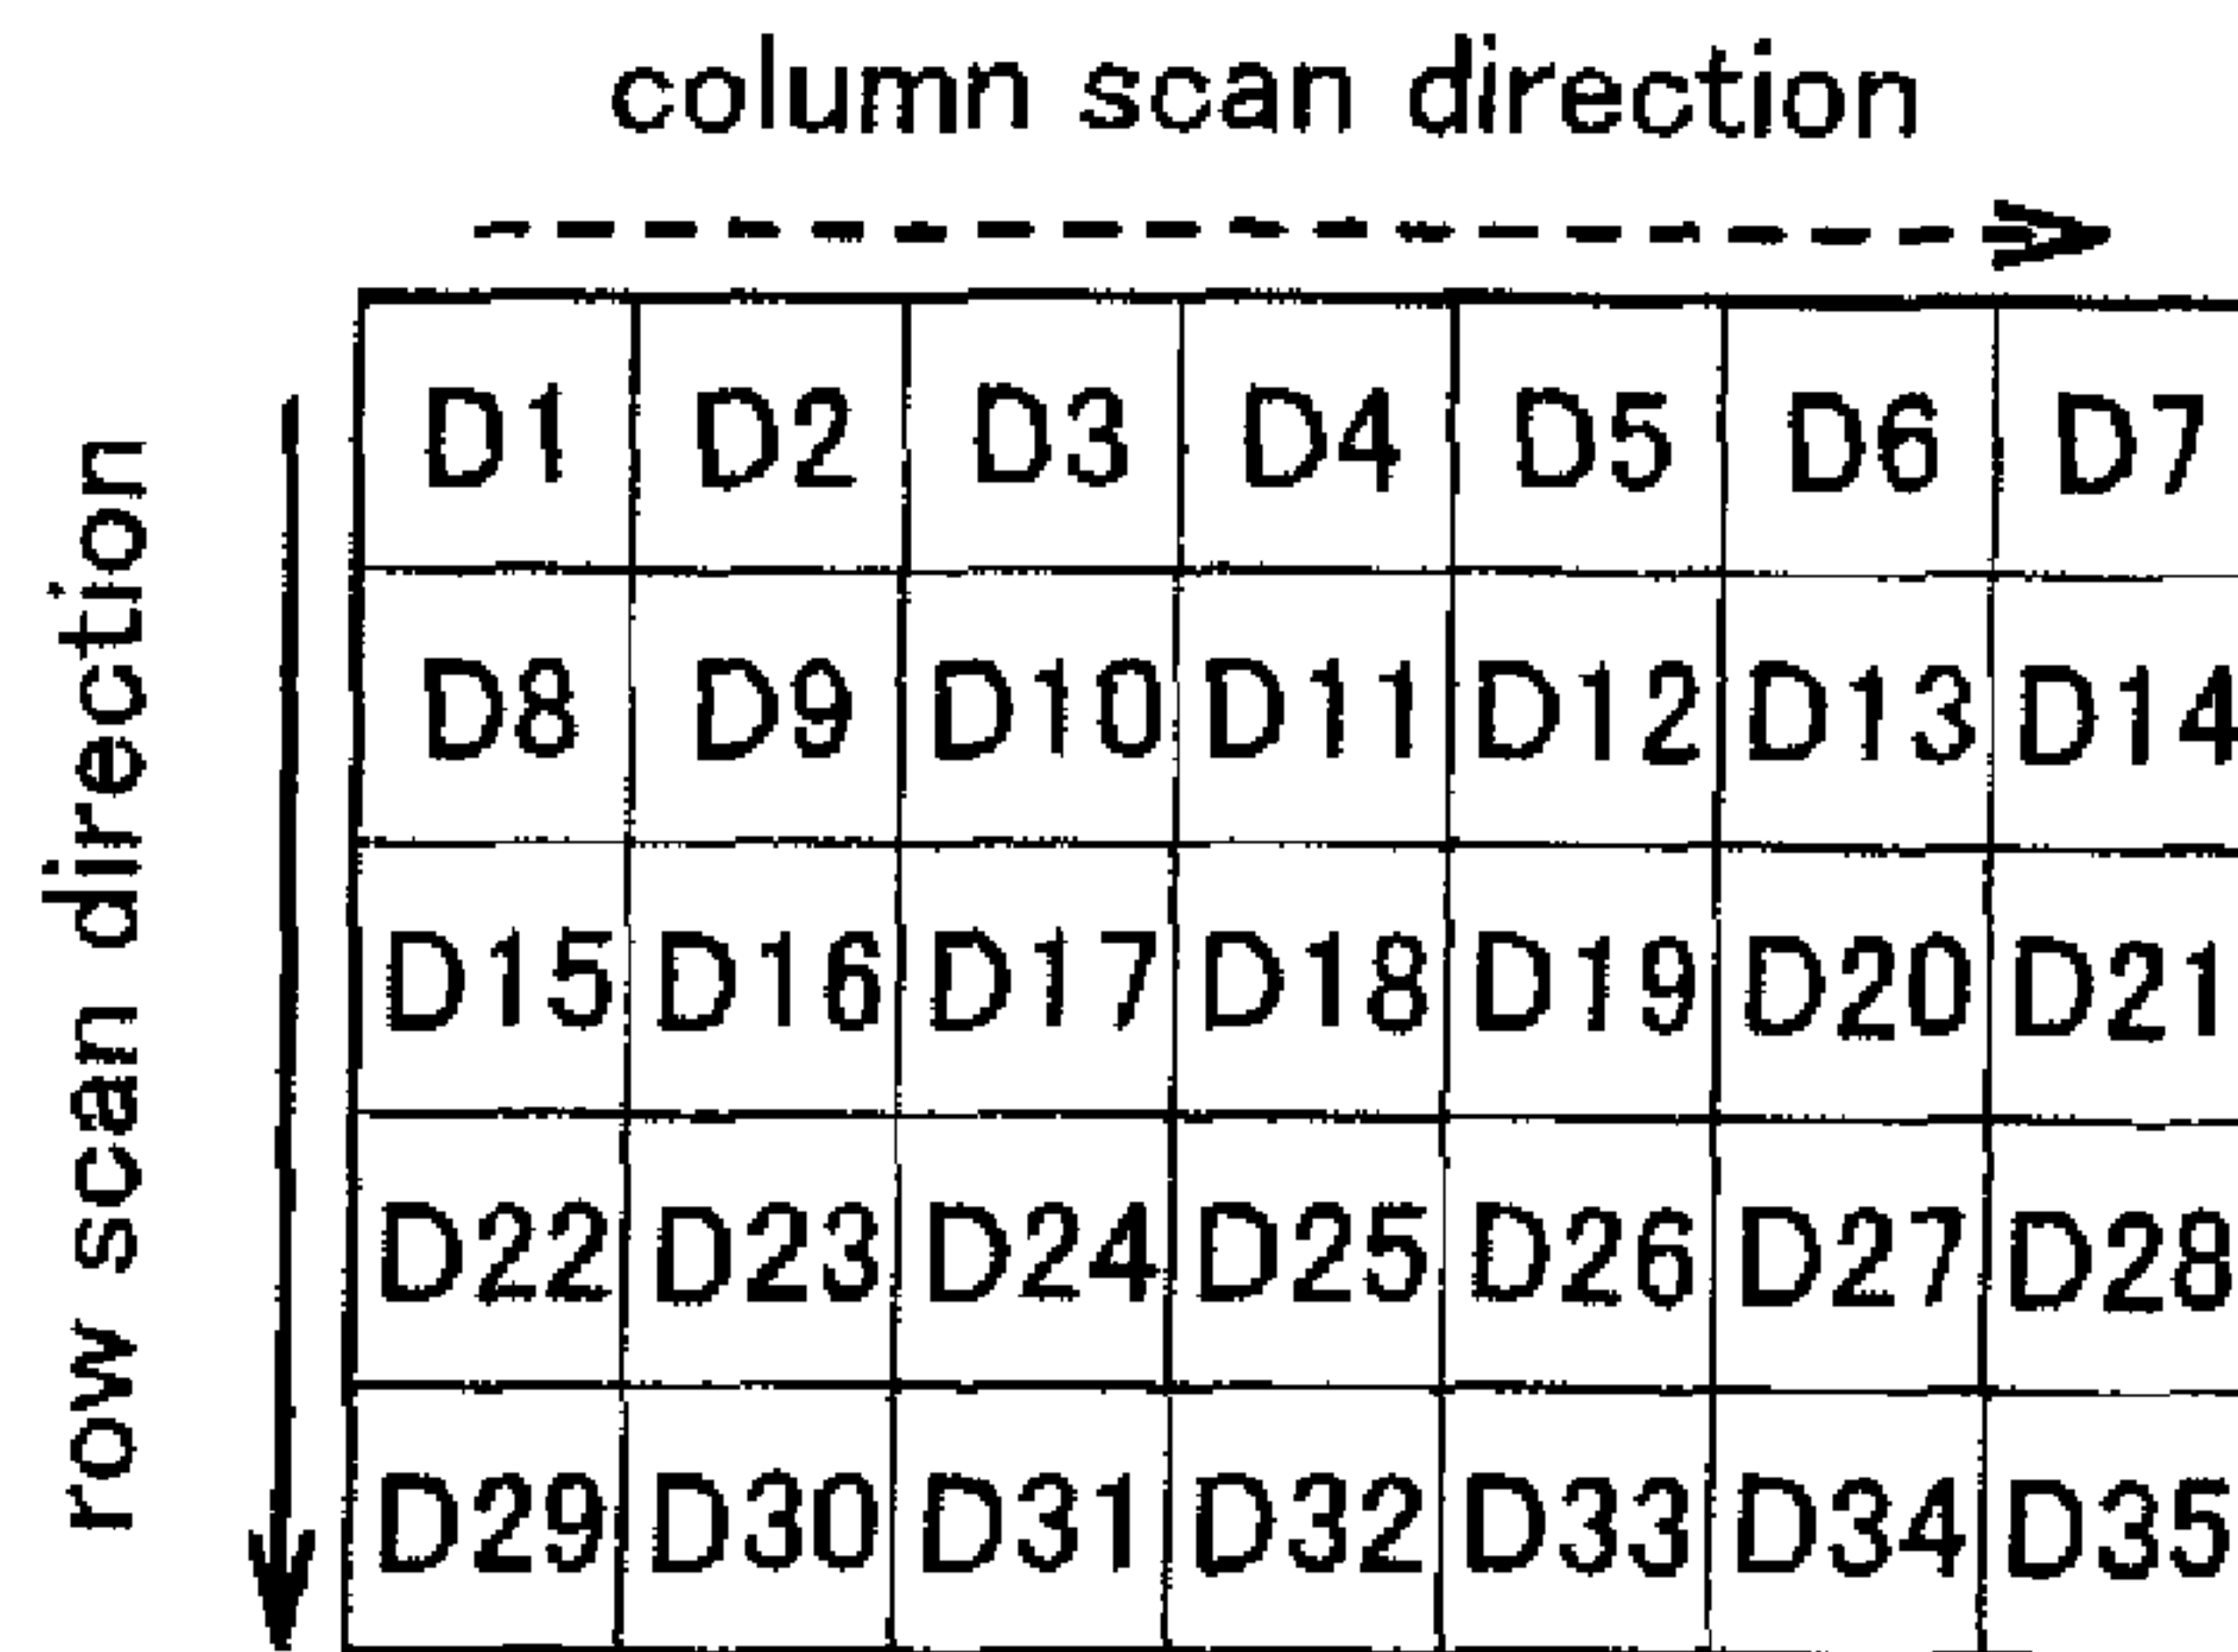 column scan direction
row scan direction
D1 D2 D3 D4 D5 D6 D7
D8 D9 D10 D11 D12 D13 D14
D15 D16 D17 D18 D19 D20 D21
D22 D23 D24 D25 D26 D27 D28
D29 D30 D31 D32 D33 D34 D35